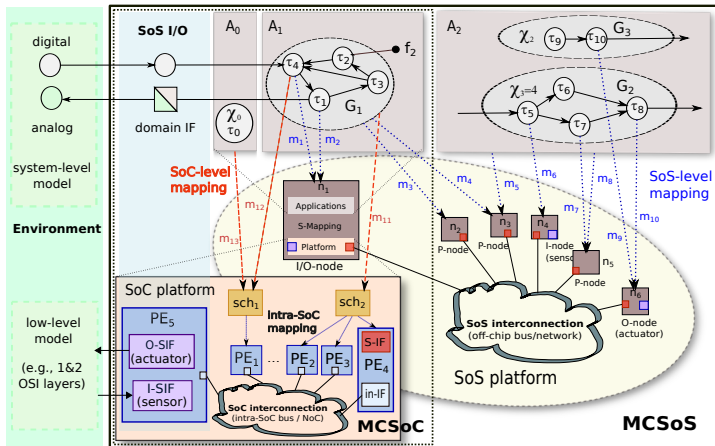 digital
analog
system-level
model
Environment
low-level
model
(e.g., 1&2
OSI layers)
SoS I/O
domain IF
A0
χ0
τ0
A1
τ4
τ2
f2
τ3
τ1
G1
A2
χ2
τ9
τ10
G3
χ3=4
τ6
G2
τ5
τ7
τ8
m1
m2
m3
m4
m5
m6
m7
m8
m9
m10
m11
m12
m13
SoC-level
mapping
SoS-level
mapping
n1
Applications
S-Mapping
Platform
I/O-node
n2
P-node
n3
P-node
n4
I-node
(sensor)
n5
P-node
n6
O-node
(actuator)
SoS interconnection
(off-chip bus/network)
SoS platform
MCSoS
SoC platform
PE5
O-SIF
(actuator)
I-SIF
(sensor)
sch1
sch2
Intra-SoC
mapping
PE1
...
PE2
PE3
S-IF
PE4
in-IF
SoC interconnection
(intra-SoC bus / NoC)
MCSoC